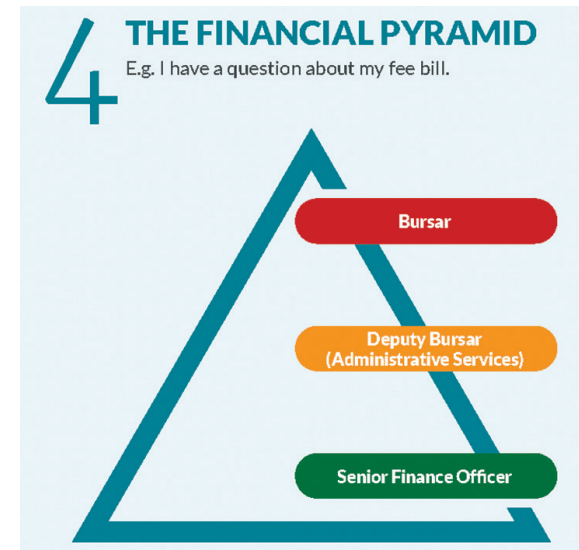 4
THE FINANCIAL PYRAMID
E.g. I have a question about my fee bill.
Bursar
Deputy Bursar
(Administrative Services)
Senior Finance Officer